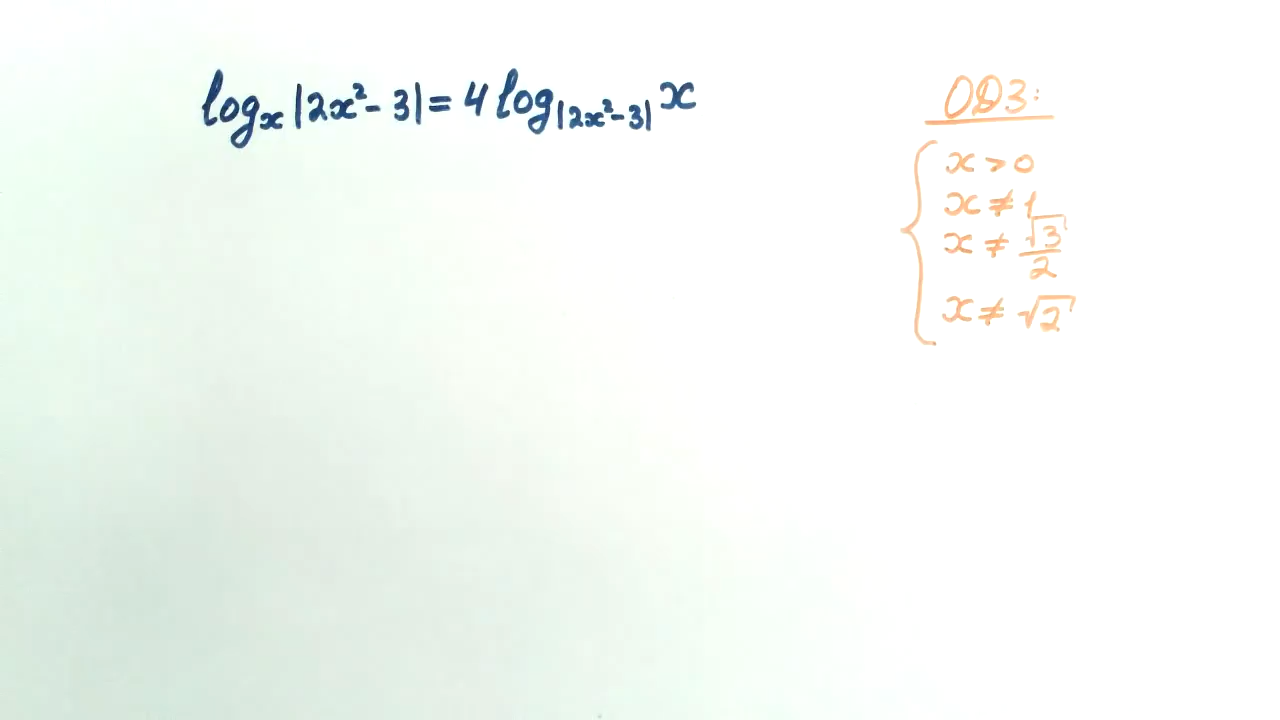 log_x |2x² - 3| = 4 log_|2x²-3| x
ОДЗ:
x > 0
x ≠ 1
x ≠ √3/2
x ≠ √2